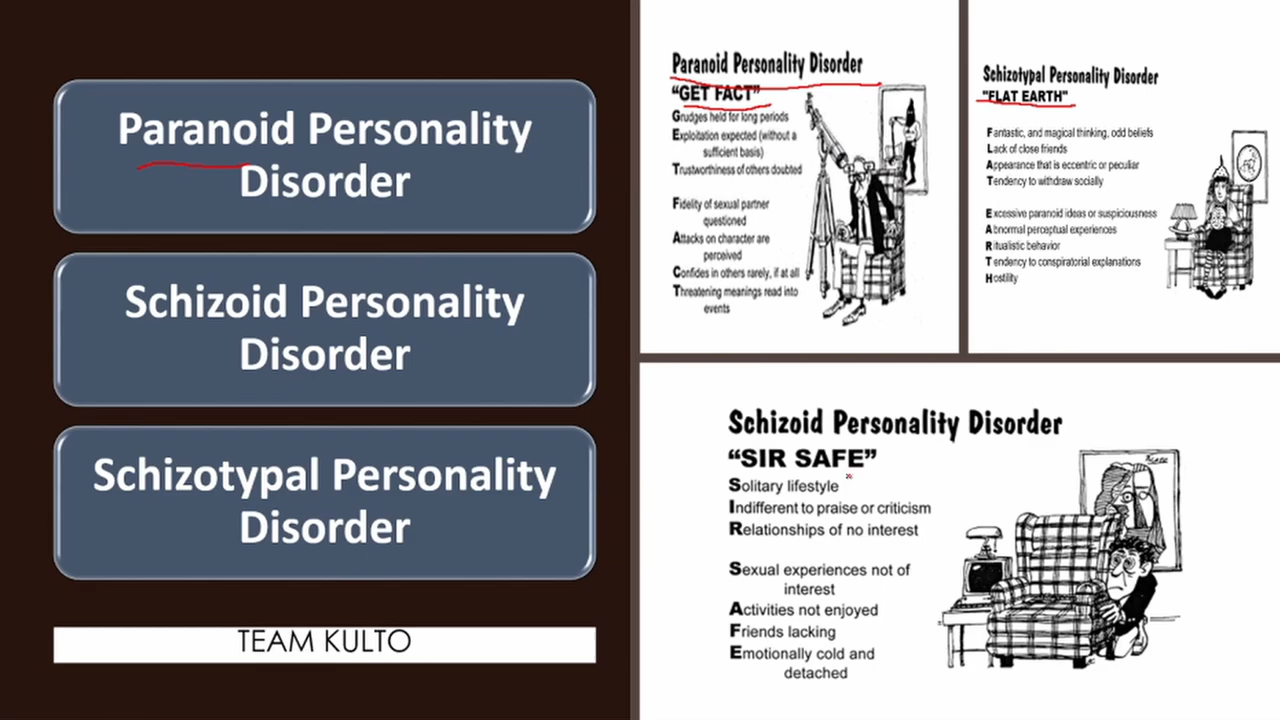 Paranoid Personality
Disorder
Schizoid Personality
Disorder
Schizotypal Personality
Disorder
TEAM KULTO
Paranoid Personality Disorder
“GET FACT”
Grudges held for long periods
Exploitation expected (without a
sufficient basis)
Trustworthiness of others doubted
Fidelity of sexual partner
questioned
Attacks on character are
perceived
Confides in others rarely, if at all
Threatening meanings read into
events
Schizotypal Personality Disorder
"FLAT EARTH"
Fantastic, and magical thinking, odd beliefs
Lack of close friends
Appearance that is eccentric or peculiar
Tendency to withdraw socially
Excessive paranoid ideas or suspiciousness
Abnormal perceptual experiences
Ritualistic behavior
Tendency to conspiratorial explanations
Hostility
Schizoid Personality Disorder
“SIR SAFE”
Solitary lifestyle
Indifferent to praise or criticism
Relationships of no interest
Sexual experiences not of
interest
Activities not enjoyed
Friends lacking
Emotionally cold and
detached